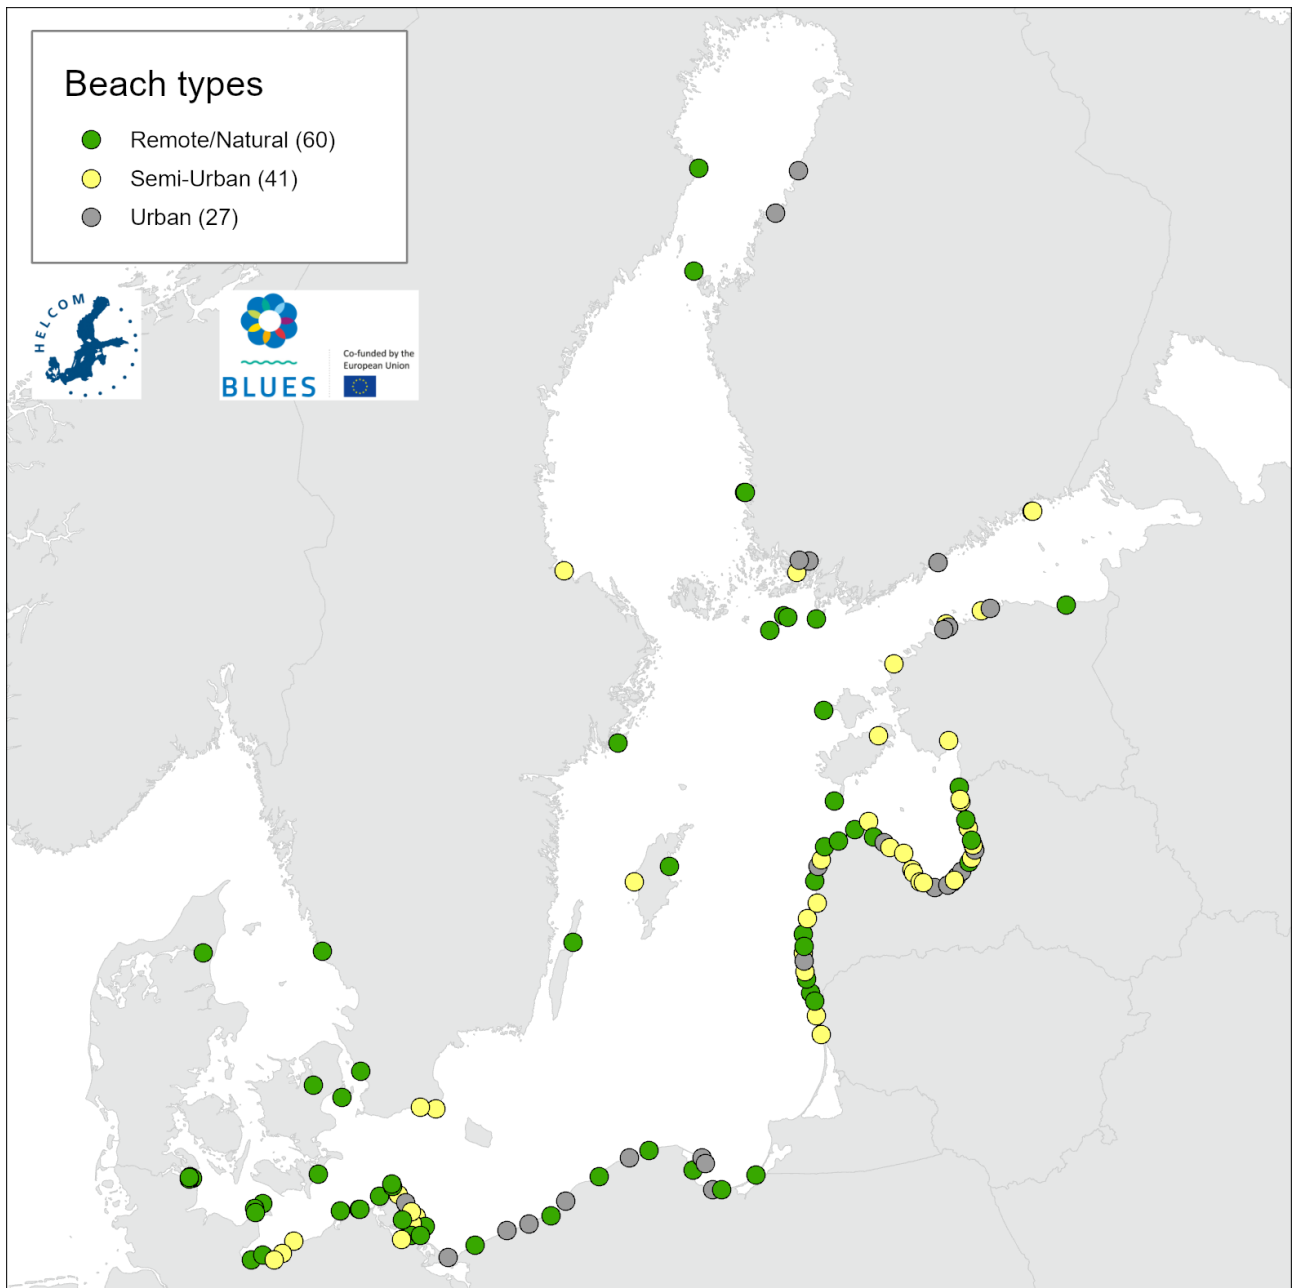 Beach types
Remote/Natural (60)
Semi-Urban (41)
Urban (27)
HELCOM
BLUES
Co-funded by the
European Union